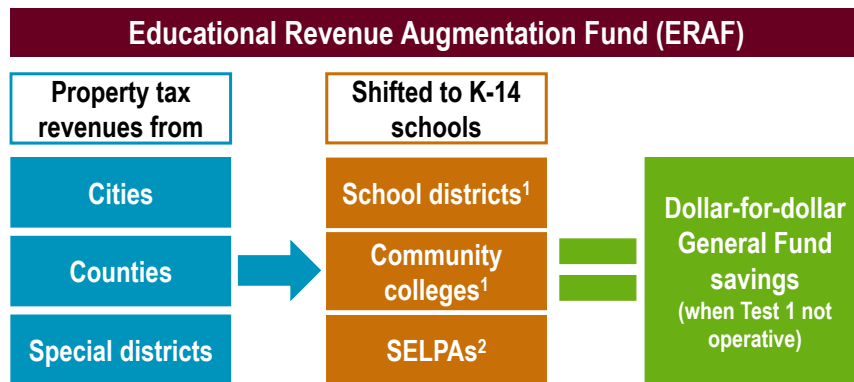 Educational Revenue Augmentation Fund (ERAF)
Property tax
revenues from
Shifted to K-14
schools
Cities
Counties
Special districts
School districts¹
Community
colleges¹
SELPAs²
Dollar-for-dollar
General Fund
savings
(when Test 1 not
operative)